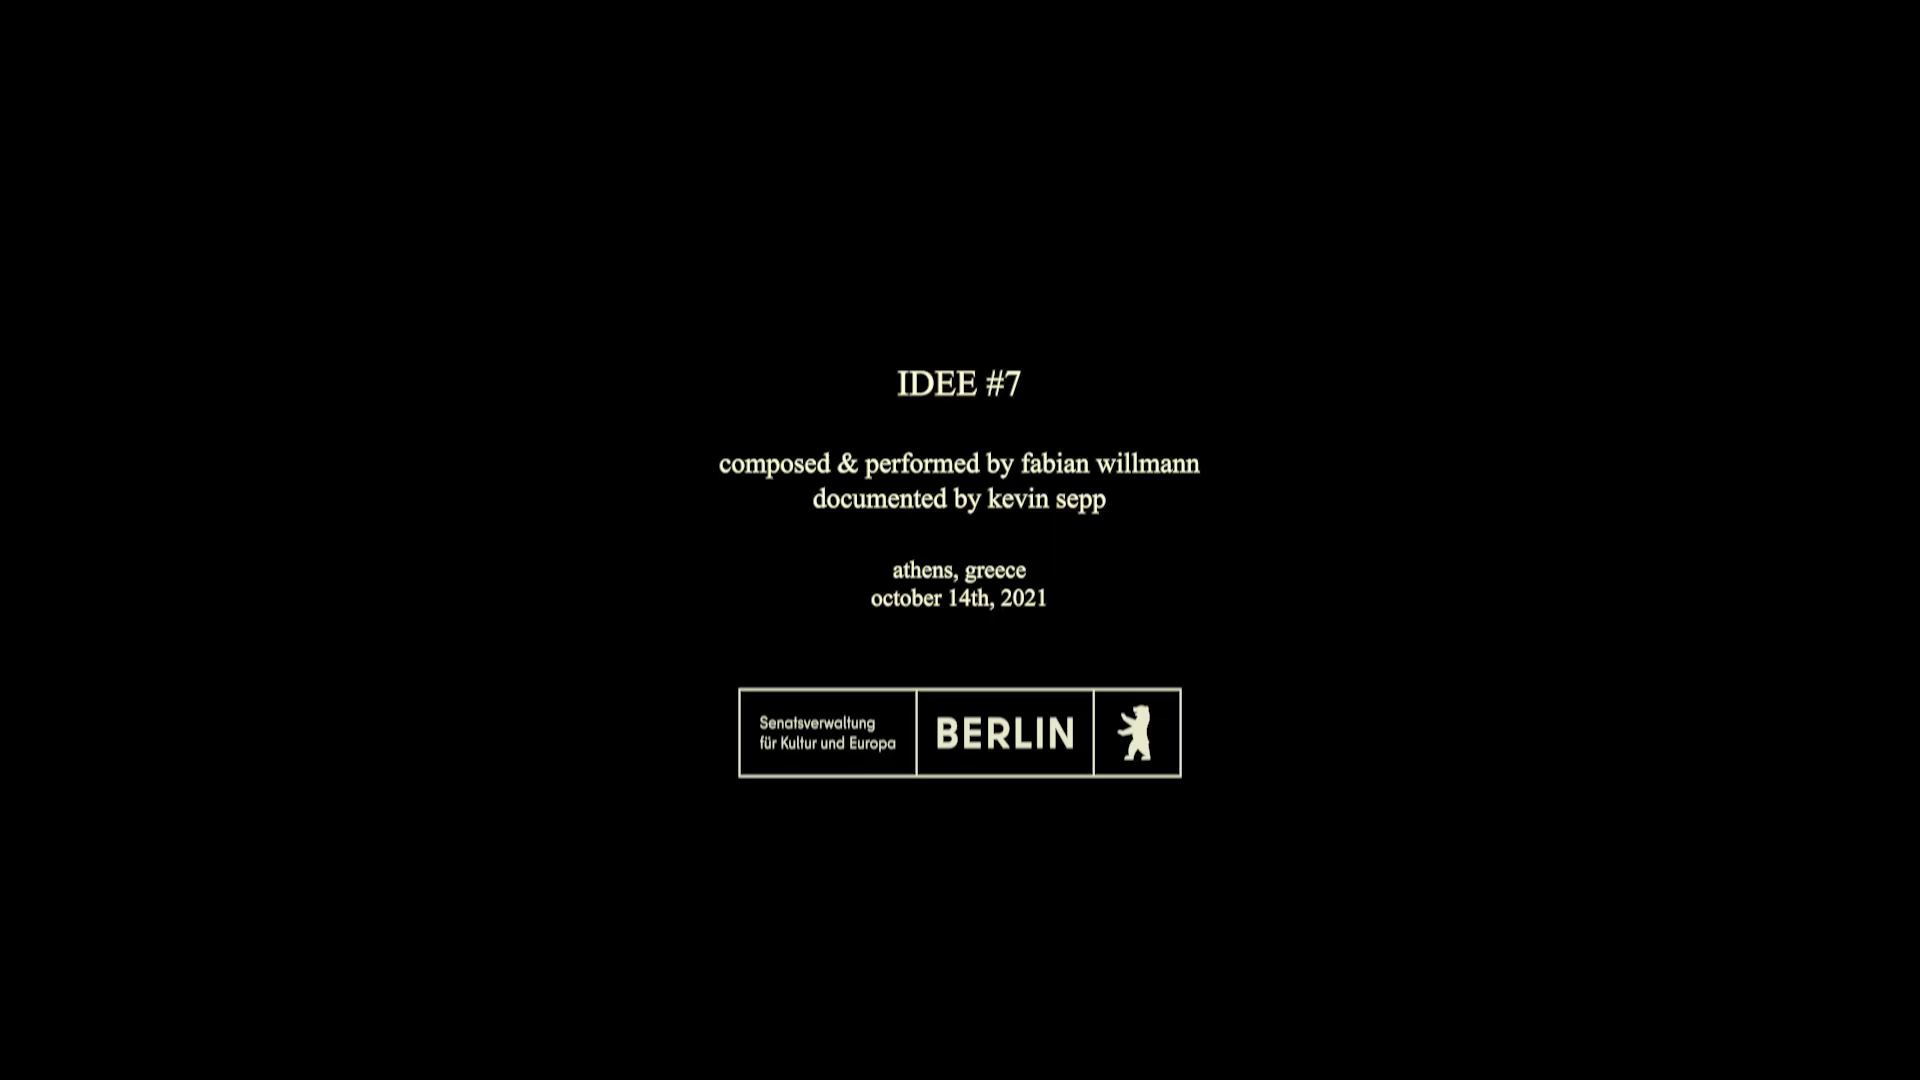 IDEE #7
composed & performed by fabian willmann
documented by kevin sepp
athens, greece
october 14th, 2021
Senatsverwaltung
für Kultur und Europa
BERLIN